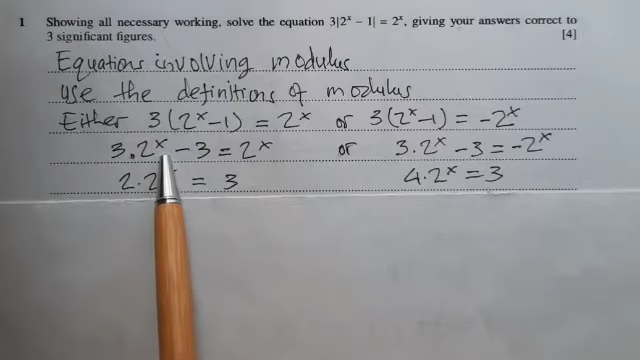 1 Showing all necessary working, solve the equation 3|2ˣ − 1| = 2ˣ, giving your answers correct to
3 significant figures. [4]
Equations involving modulus
use the definitions of modulus
Either 3(2ˣ-1) = 2ˣ or 3(2ˣ-1) = -2ˣ
3.2ˣ - 3 = 2ˣ or 3.2ˣ - 3 = -2ˣ
2.2ˣ = 3 4.2ˣ = 3